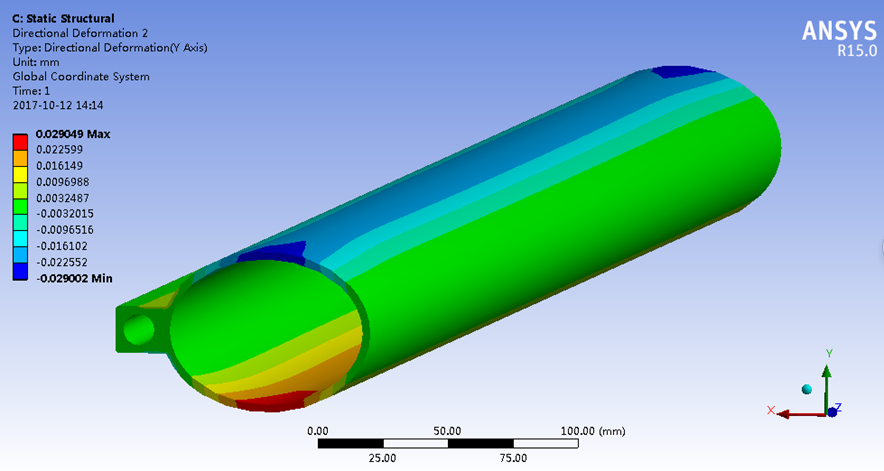 C: Static Structural
Directional Deformation 2
Type: Directional Deformation(Y Axis)
Unit: mm
Global Coordinate System
Time: 1
2017-10-12 14:14
ANSYS
R15.0
0.029049 Max
0.022599
0.016149
0.0096988
0.0032487
-0.0032015
-0.0096516
-0.016102
-0.022552
-0.029002 Min
Y
X
Z
0.00
50.00
100.00 (mm)
25.00
75.00